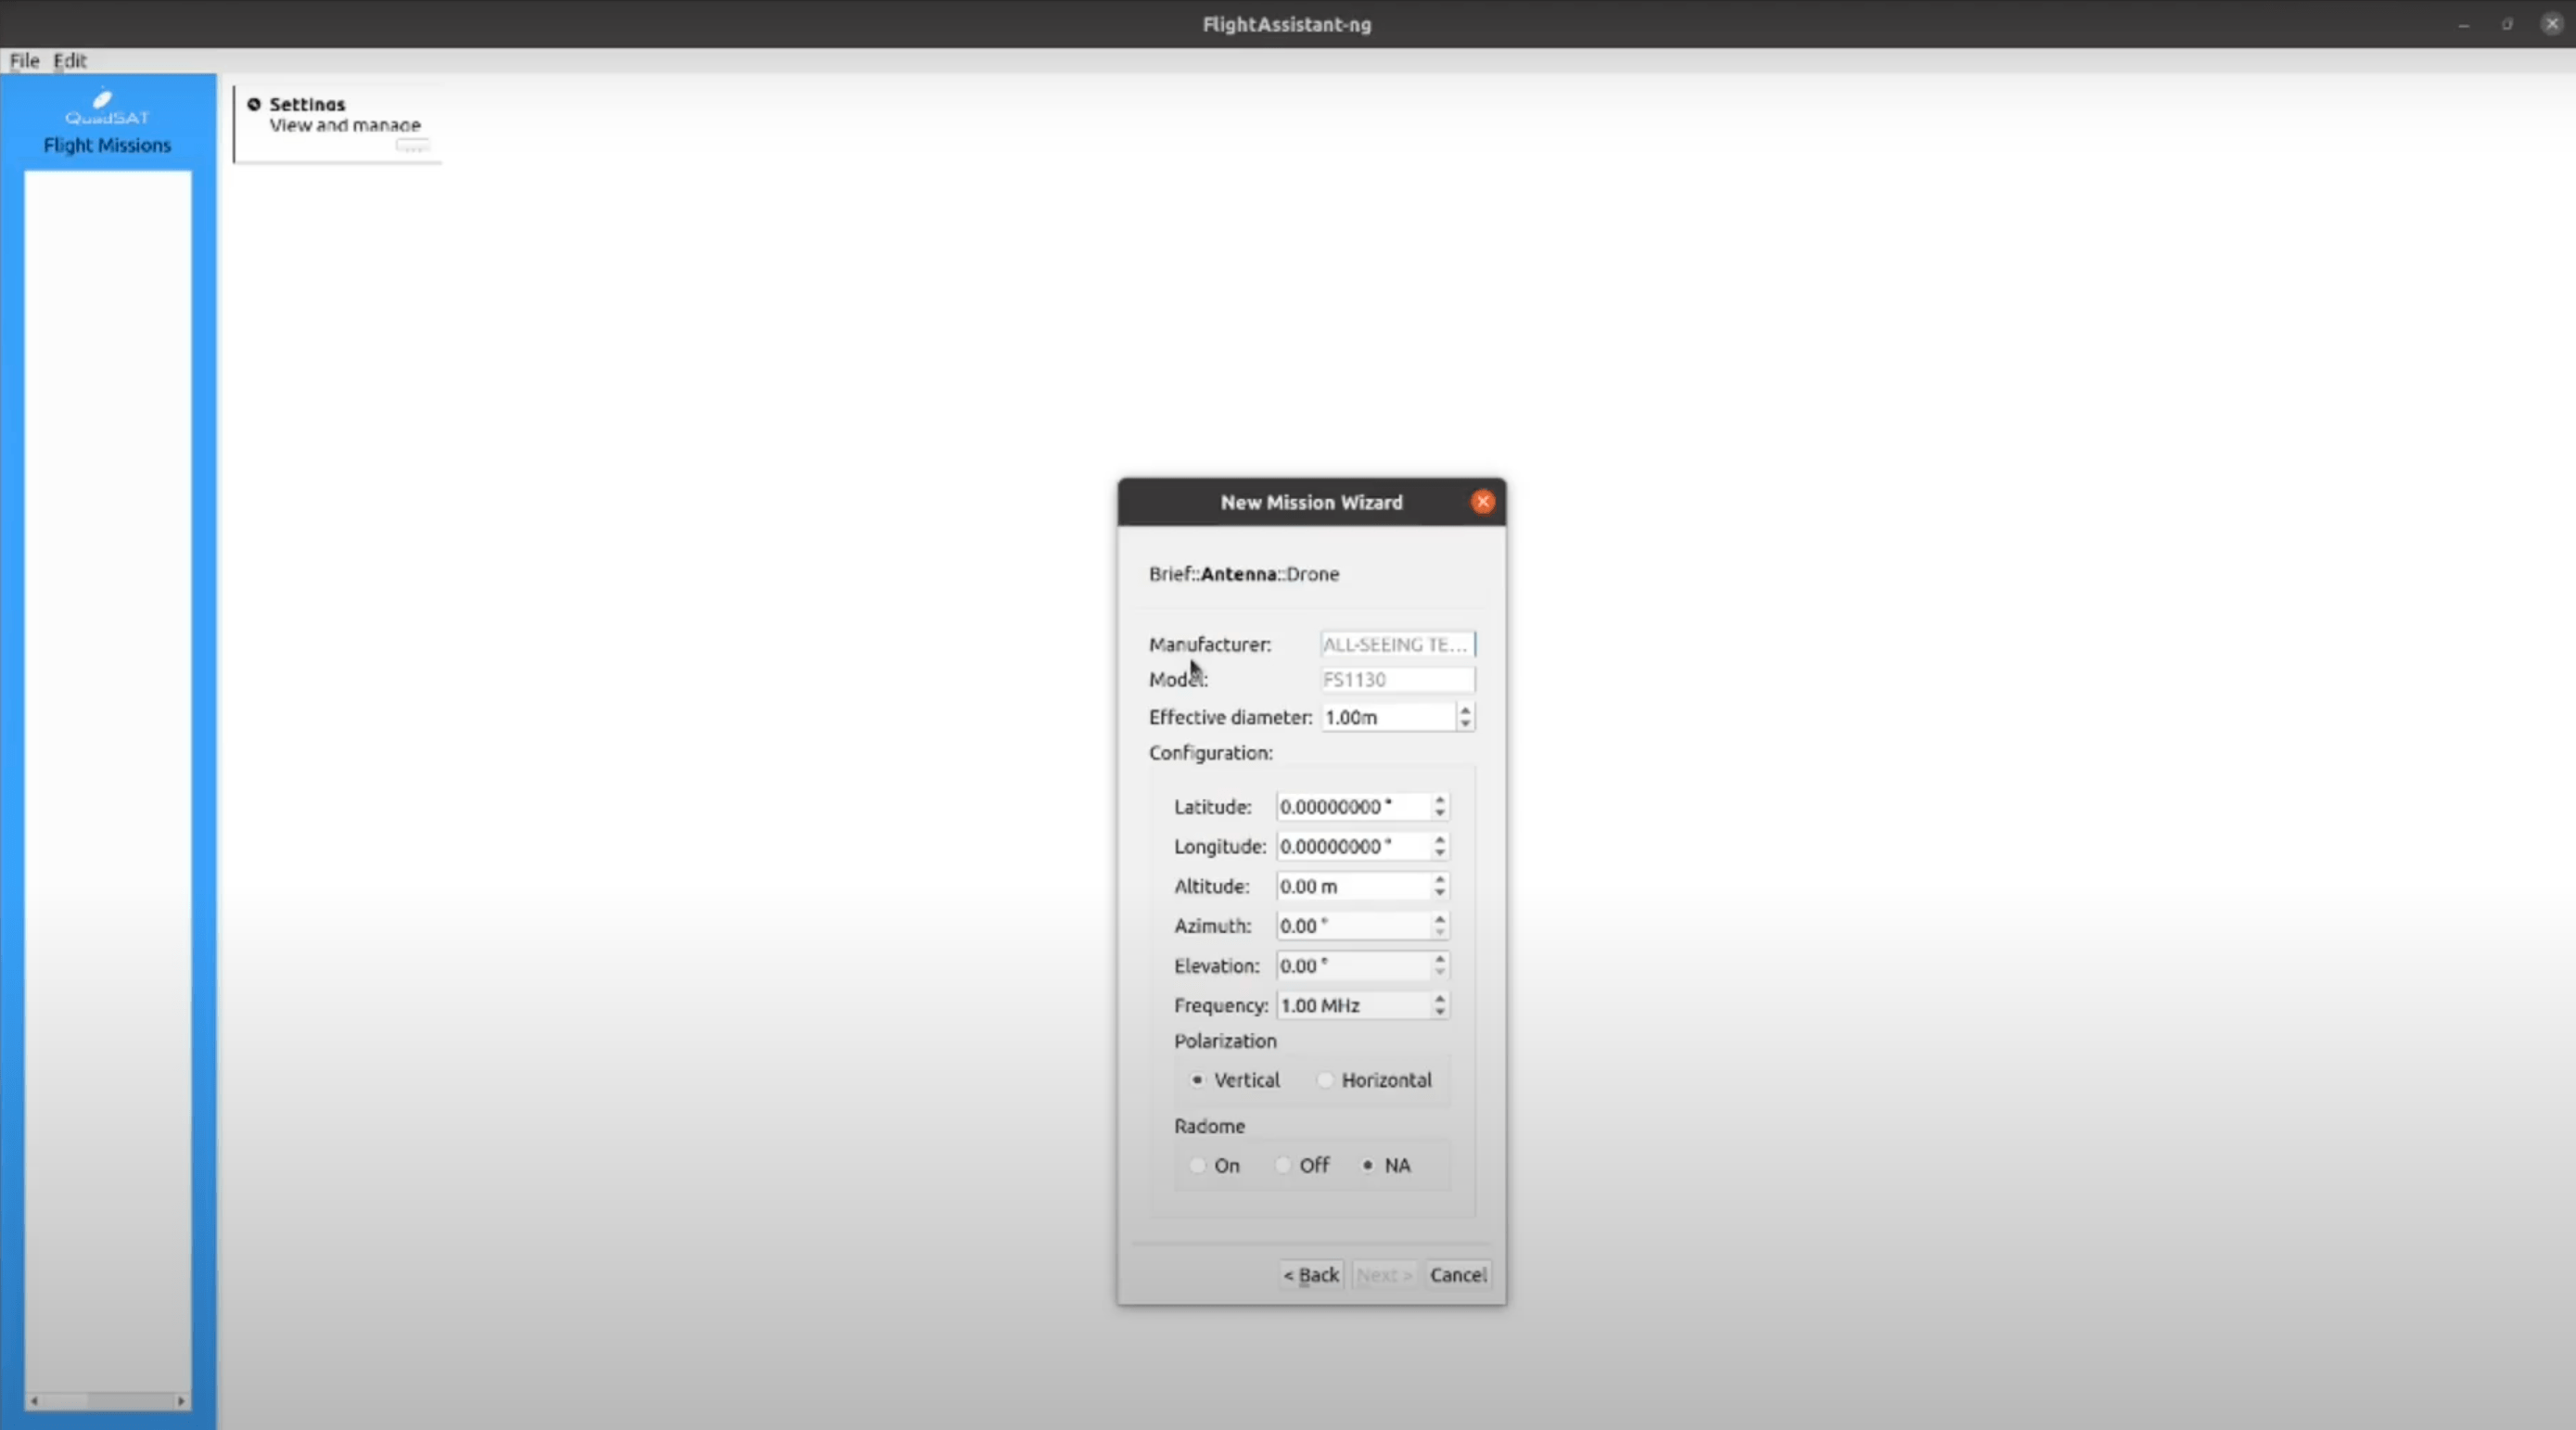 FlightAssistant-ng
File Edit
QuadSAT
Flight Missions
Settings
View and manage
...
New Mission Wizard
Brief::Antenna::Drone
Manufacturer: ALL-SEEING TE...
Model: FS1130
Effective diameter: 1.00m
Configuration:
Latitude: 0.00000000 °
Longitude: 0.00000000 °
Altitude: 0.00 m
Azimuth: 0.00 °
Elevation: 0.00 °
Frequency: 1.00 MHz
Polarization
Vertical Horizontal
Radome
On Off NA
< Back Next > Cancel